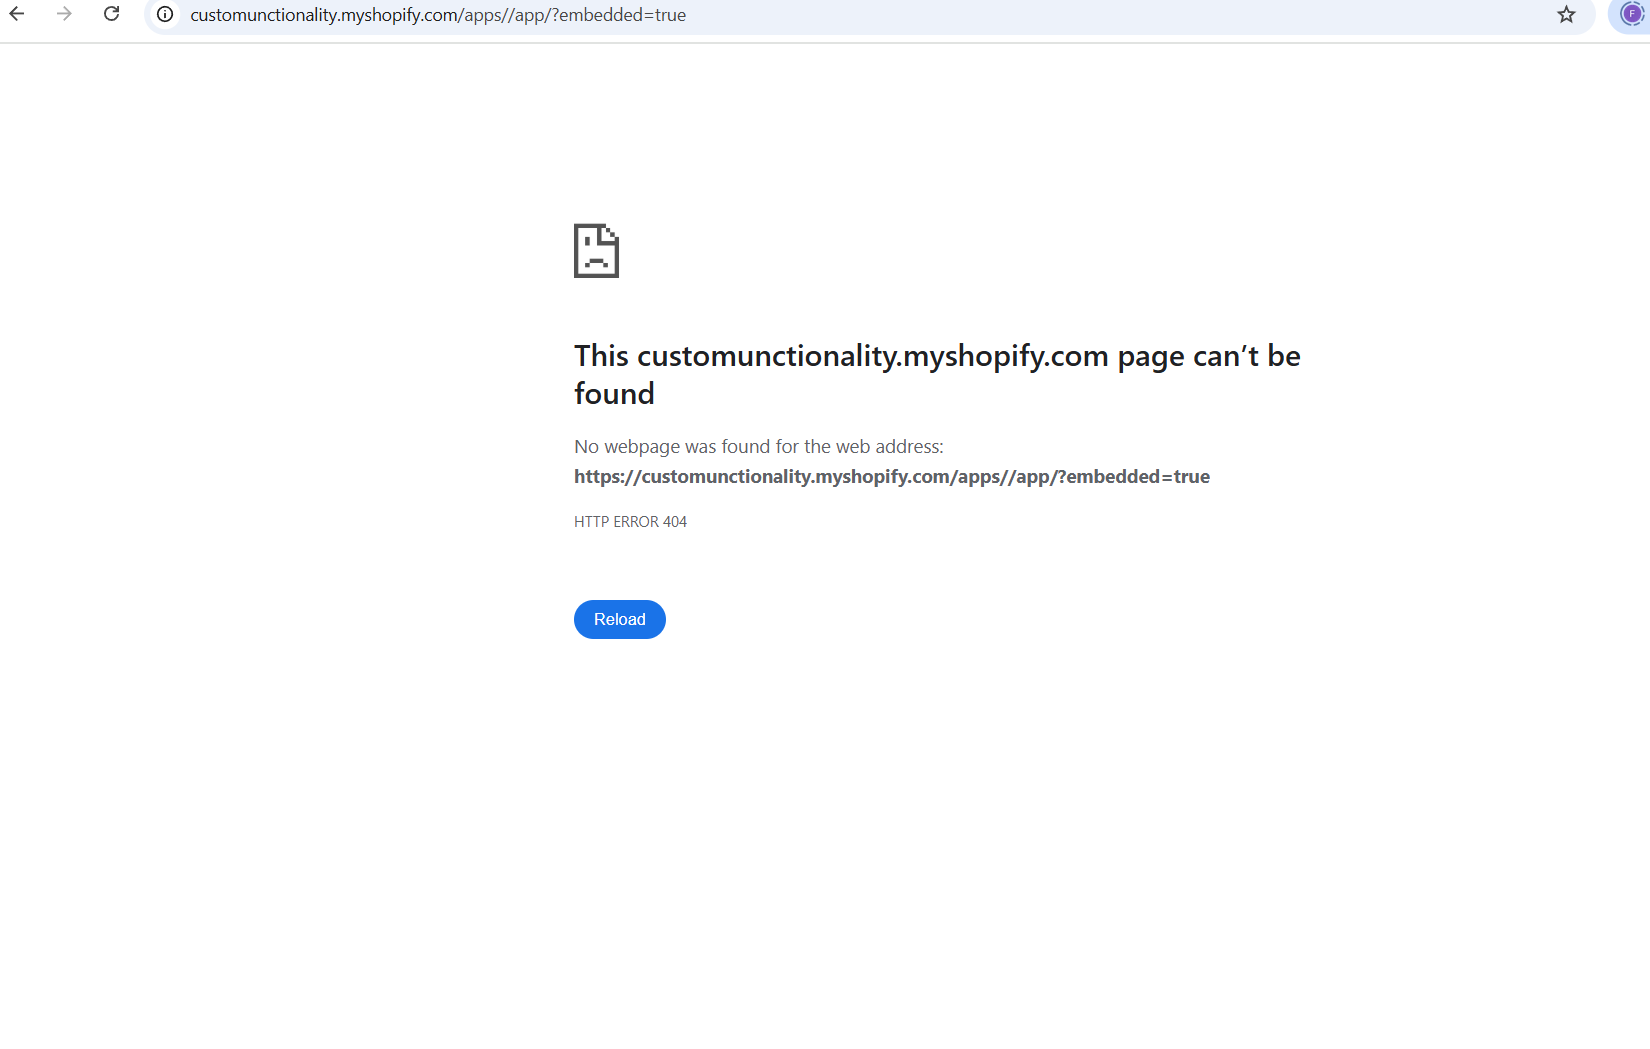 customunctionality.myshopify.com/apps//app/?embedded=true
F
This customunctionality.myshopify.com page can’t be
found
No webpage was found for the web address:
https://customunctionality.myshopify.com/apps//app/?embedded=true
HTTP ERROR 404
Reload